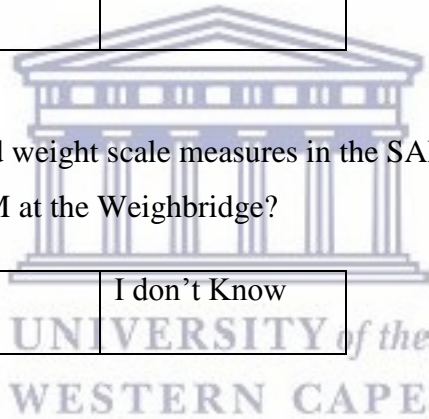 d weight scale measures in the SA
M at the Weighbridge?
I don't Know
UNIVERSITY of the
WESTERN CAPE